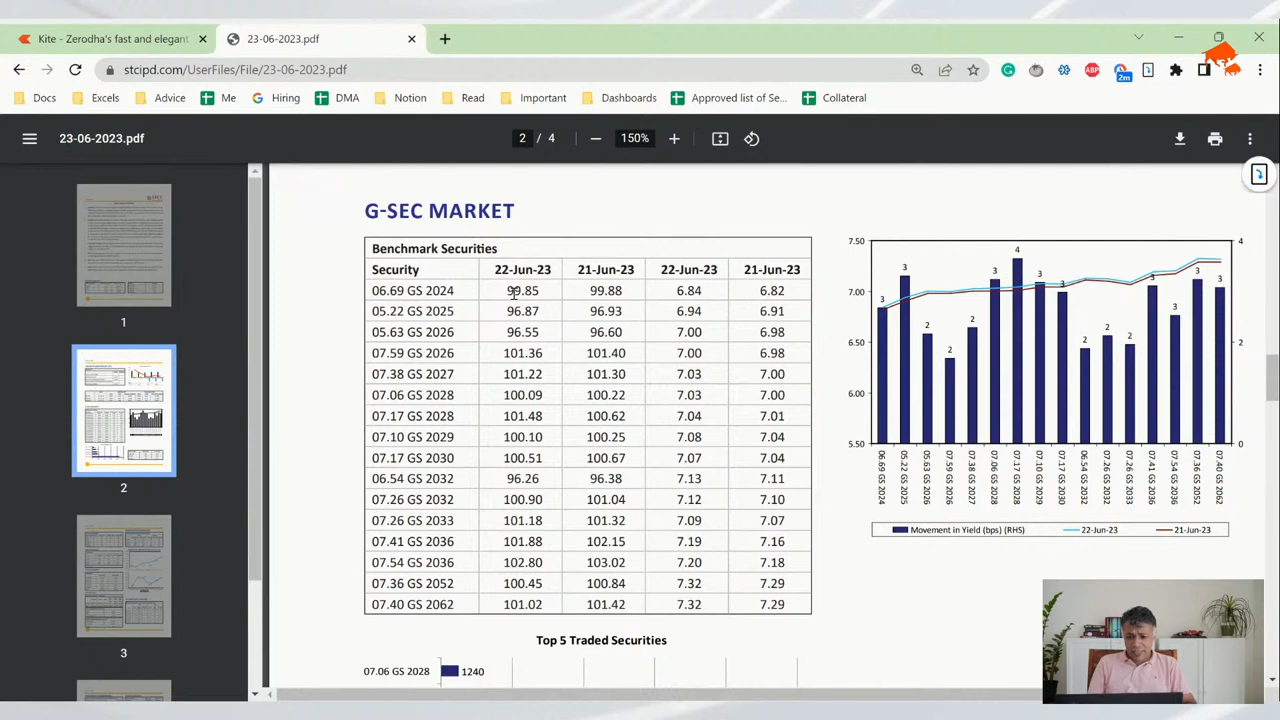 Kite - Zerodha's fast and elegant
23-06-2023.pdf
stcipd.com/UserFiles/File/23-06-2023.pdf
ABP
2m
Docs Excels Advice Me Hiring DMA Notion Read Important Dashboards Approved list of Se... Collateral
23-06-2023.pdf
2 / 4
150%
1
2
3
G-SEC MARKET
Benchmark Securities
Security 22-Jun-23 21-Jun-23 22-Jun-23 21-Jun-23
06.69 GS 2024 99.85 99.88 6.84 6.82
05.22 GS 2025 96.87 96.93 6.94 6.91
05.63 GS 2026 96.55 96.60 7.00 6.98
07.59 GS 2026 101.36 101.40 7.00 6.98
07.38 GS 2027 101.22 101.30 7.03 7.00
07.06 GS 2028 100.09 100.22 7.03 7.00
07.17 GS 2028 101.48 100.62 7.04 7.01
07.10 GS 2029 100.10 100.25 7.08 7.04
07.17 GS 2030 100.51 100.67 7.07 7.04
06.54 GS 2032 96.26 96.38 7.13 7.11
07.26 GS 2032 100.90 101.04 7.12 7.10
07.26 GS 2033 101.18 101.32 7.09 7.07
07.41 GS 2036 101.88 102.15 7.19 7.16
07.54 GS 2036 102.80 103.02 7.20 7.18
07.36 GS 2052 100.45 100.84 7.32 7.29
07.40 GS 2062 101.02 101.42 7.32 7.29
7.50
7.00
6.50
6.00
5.50
4
2
0
3 3 2 2 2 3 4 3 3 2 2 2 3 3 3 3
06.69 GS 2024
05.22 GS 2025
05.63 GS 2026
07.59 GS 2026
07.38 GS 2027
07.06 GS 2028
07.17 GS 2028
07.10 GS 2029
07.17 GS 2030
06.54 GS 2032
07.26 GS 2032
07.26 GS 2033
07.41 GS 2036
07.54 GS 2036
07.36 GS 2052
07.40 GS 2062
Movement in Yield (bps) (RHS) 22-Jun-23 21-Jun-23
Top 5 Traded Securities
07.06 GS 2028 1240